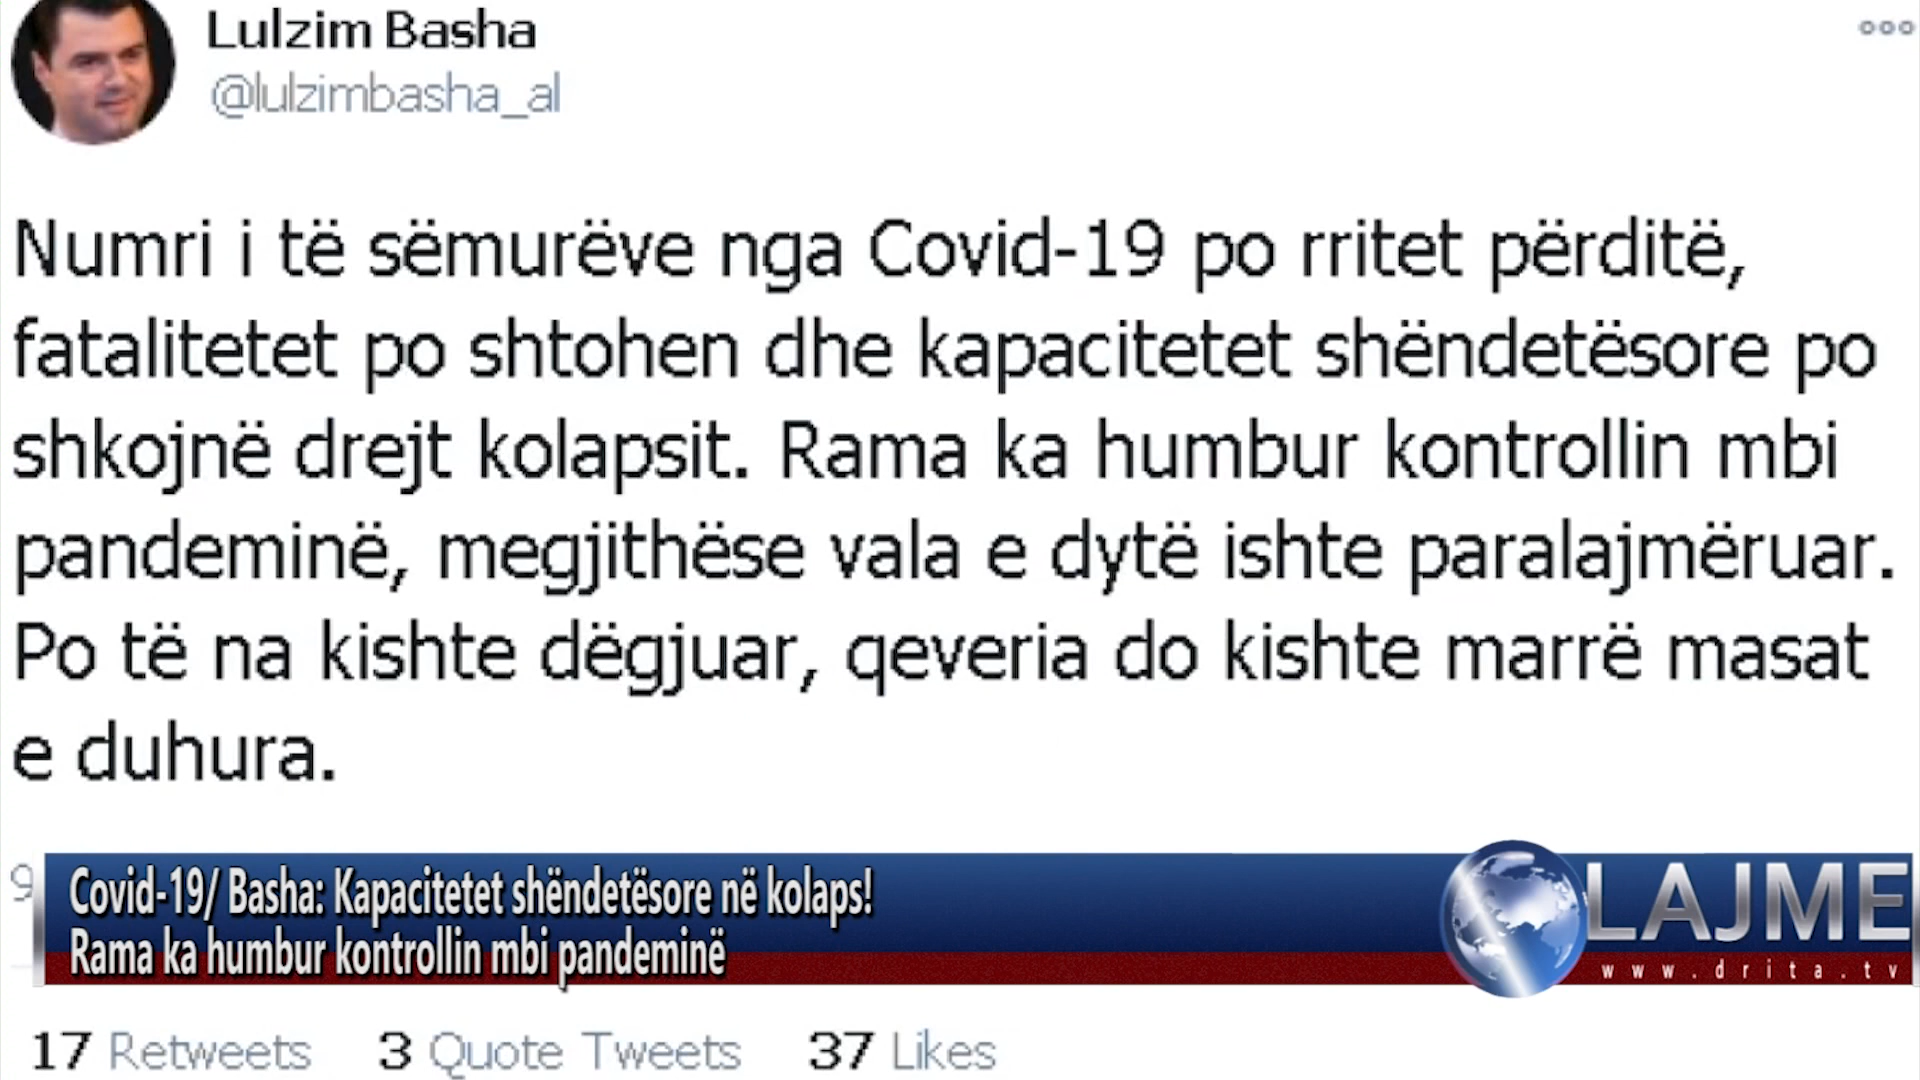 Lulzim Basha
@lulzimbasha_al
Numri i të sëmurëve nga Covid-19 po rritet përditë,
fatalitetet po shtohen dhe kapacitetet shëndetësore po
shkojnë drejt kolapsit. Rama ka humbur kontrollin mbi
pandeminë, megjithëse vala e dytë ishte paralajmëruar.
Po të na kishte dëgjuar, qeveria do kishte marrë masat
e duhura.
9
Covid-19/ Basha: Kapacitetet shëndetësore në kolaps!
Rama ka humbur kontrollin mbi pandeminë
LAJME
www.drita.tv
17 Retweets 3 Quote Tweets 37 Likes